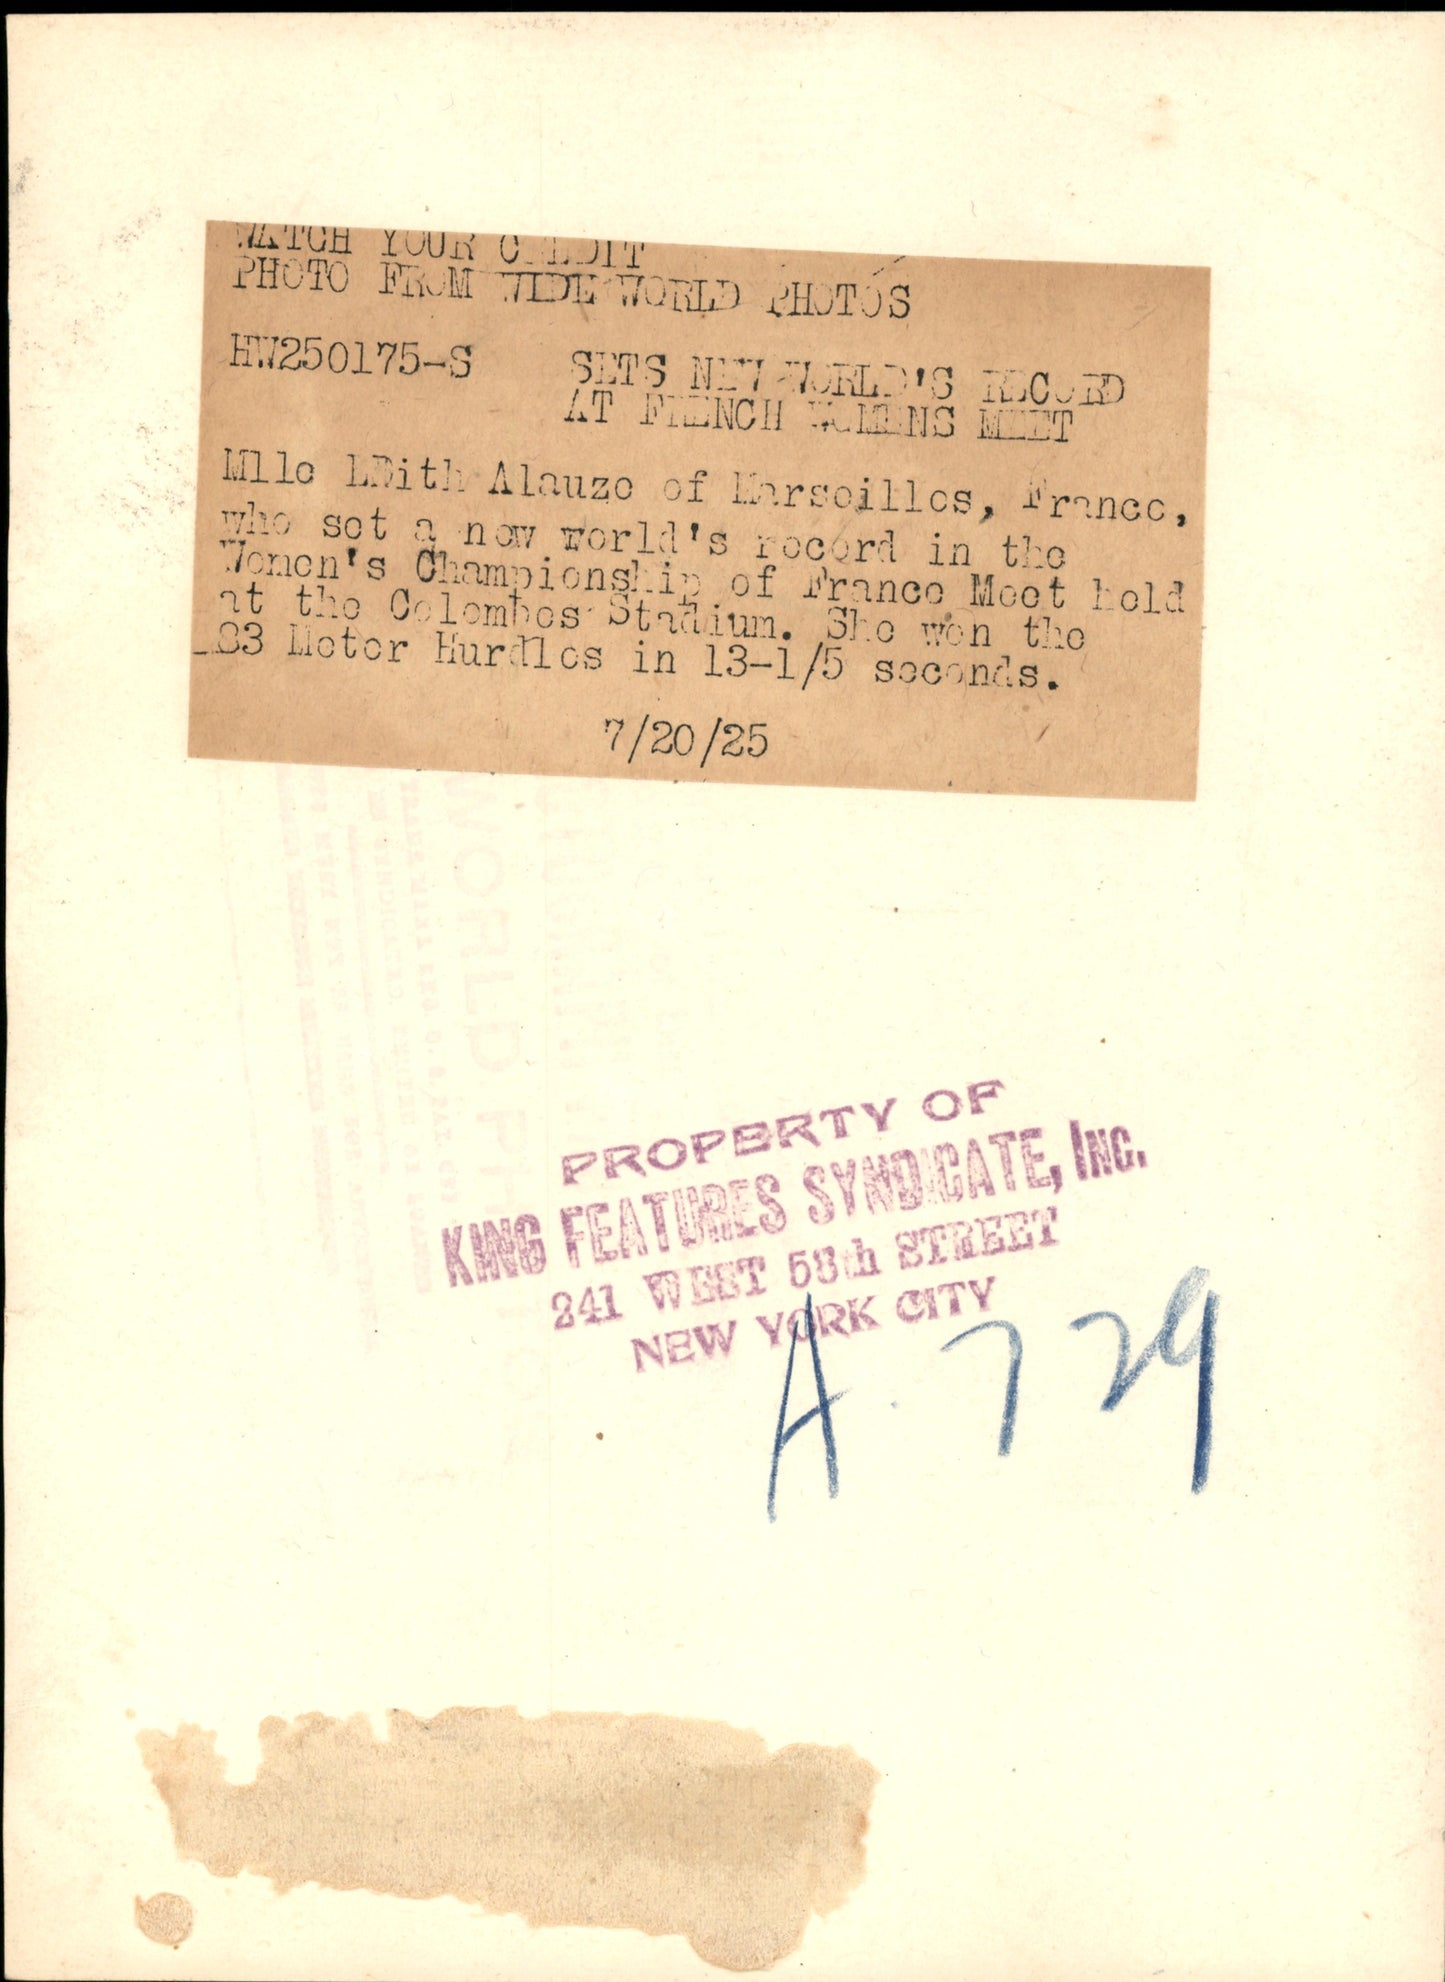 WATCH YOUR CREDIT
PHOTO FROM WIDE WORLD PHOTOS
HW250175-S SETS NEW WORLD'S RECORD
AT FRENCH WOMENS MEET
Mlle Edith Alauze of Marseilles, France,
who set a new world's record in the
Women's Championship of France Meet held
at the Colombes Stadium. She won the
83 Meter Hurdles in 13-1/5 seconds.
7/20/25
WORLD PH
PROPERTY OF
KING FEATURES SYNDICATE, INC.
241 WEST 58th STREET
NEW YORK CITY
A. 729